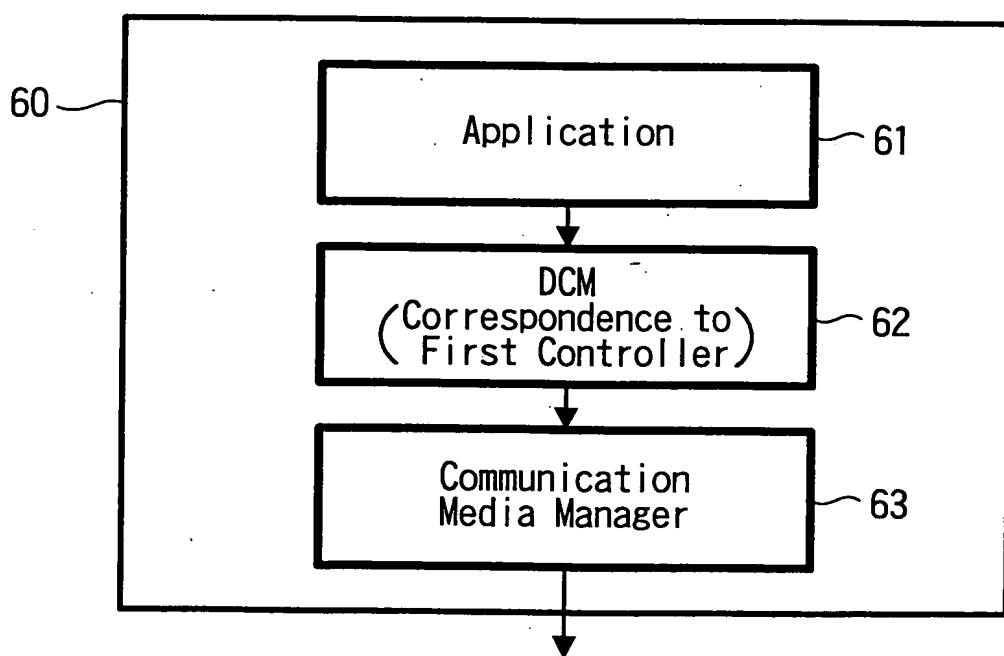 60
Application
61
DCM
(Correspondence to
First Controller)
62
Communication
Media Manager
63